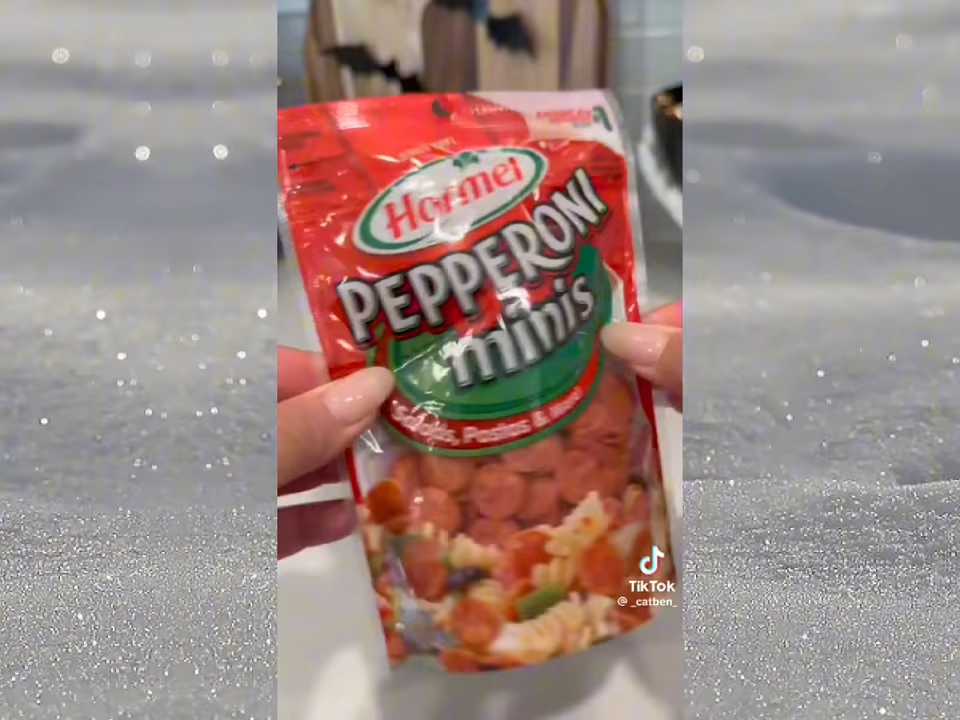 Hormel
PEPPERONI
minis
Salads, Pastas & more
TikTok
@ _catben_